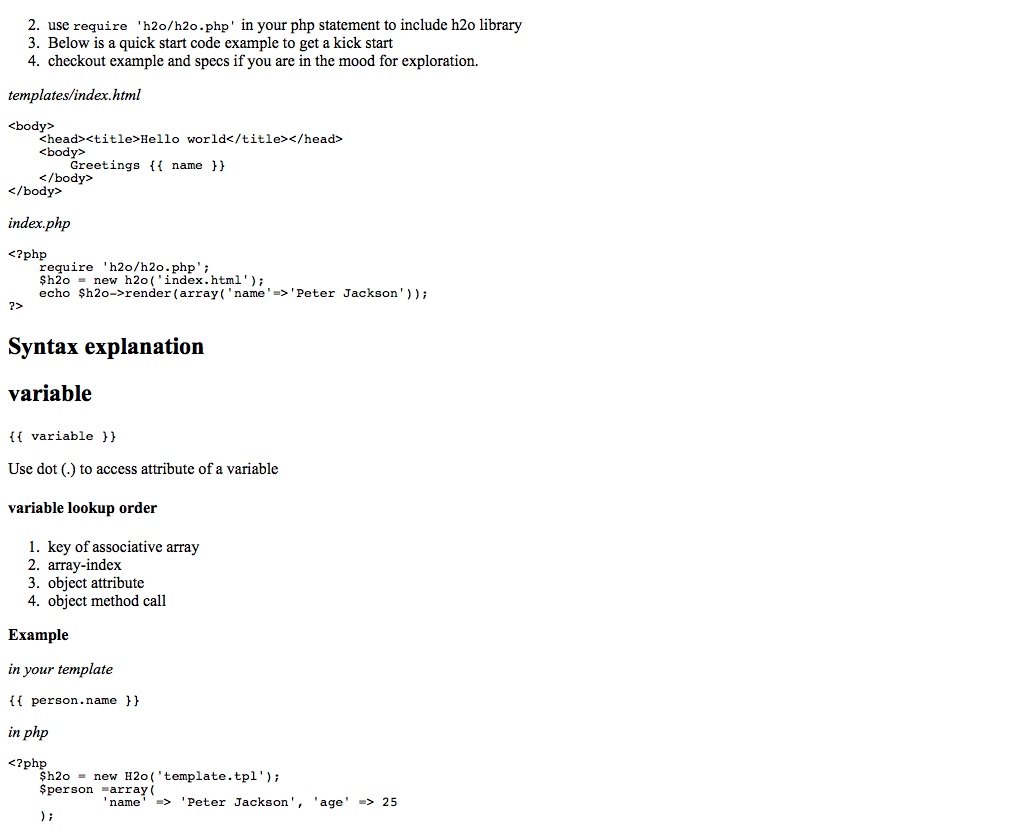 2. use require 'h2o/h2o.php' in your php statement to include h2o library
3. Below is a quick start code example to get a kick start
4. checkout example and specs if you are in the mood for exploration.
templates/index.html
<body>
    <head><title>Hello world</title></head>
    <body>
        Greetings {{ name }}
    </body>
</body>
index.php
<?php
    require 'h2o/h2o.php';
    $h2o = new h2o('index.html');
    echo $h2o->render(array('name'=>'Peter Jackson'));
?>
Syntax explanation
variable
{{ variable }}
Use dot (.) to access attribute of a variable
variable lookup order
1. key of associative array
2. array-index
3. object attribute
4. object method call
Example
in your template
{{ person.name }}
in php
<?php
    $h2o = new H2o('template.tpl');
    $person =array(
            'name' => 'Peter Jackson', 'age' => 25
    );